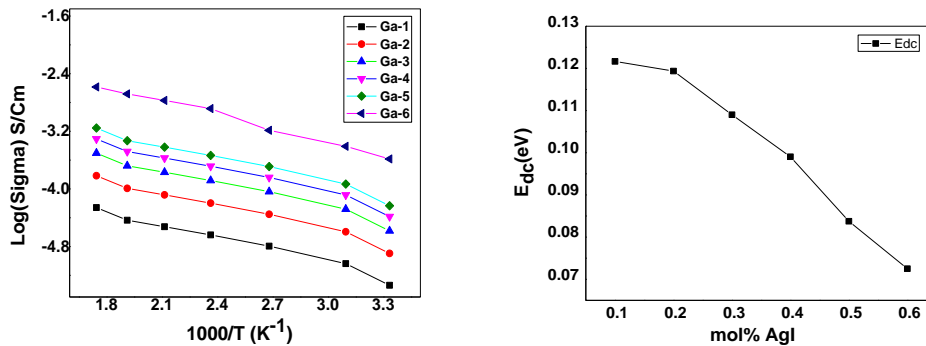 -1.6
-2.4
-3.2
-4.0
-4.8
Log(Sigma) S/Cm
Ga-1
Ga-2
Ga-3
Ga-4
Ga-5
Ga-6
1.8 2.1 2.4 2.7 3.0 3.3
1000/T (K-1)
0.13
0.12
0.11
0.10
0.09
0.08
0.07
Edc(eV)
Edc
0.1 0.2 0.3 0.4 0.5 0.6
mol% AgI